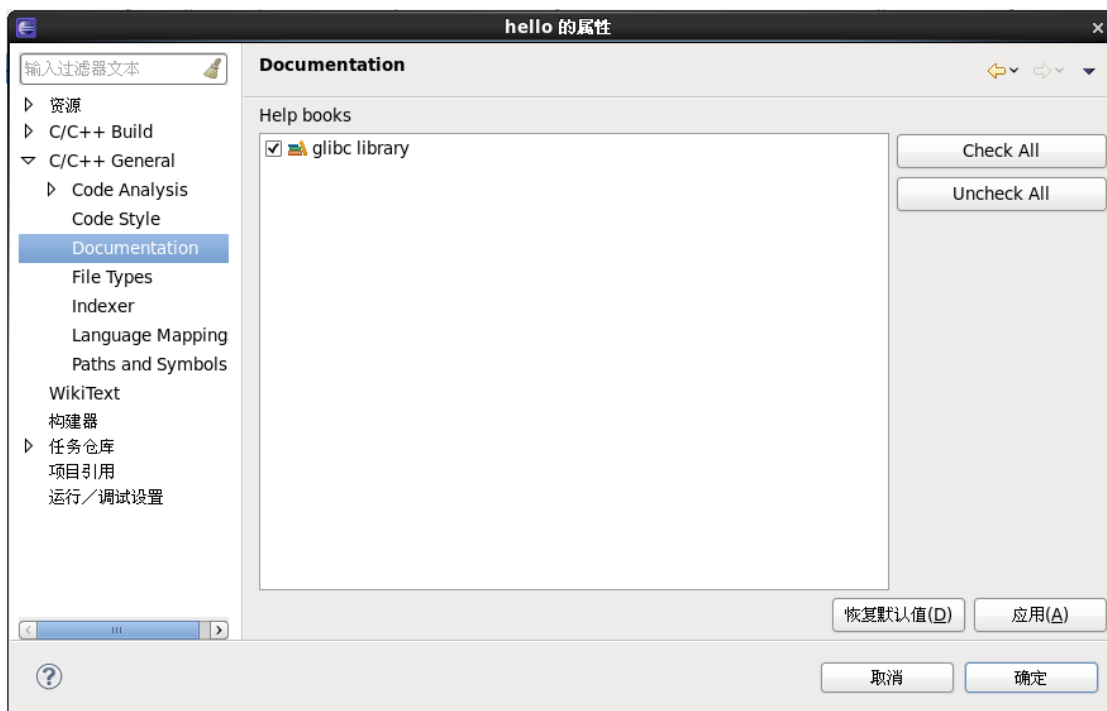 hello 的属性
输入过滤器文本
资源
C/C++ Build
C/C++ General
Code Analysis
Code Style
Documentation
File Types
Indexer
Language Mapping
Paths and Symbols
WikiText
构建器
任务仓库
项目引用
运行／调试设置
Documentation
Help books
glibc library
Check All
Uncheck All
恢复默认值(D)
应用(A)
取消
确定